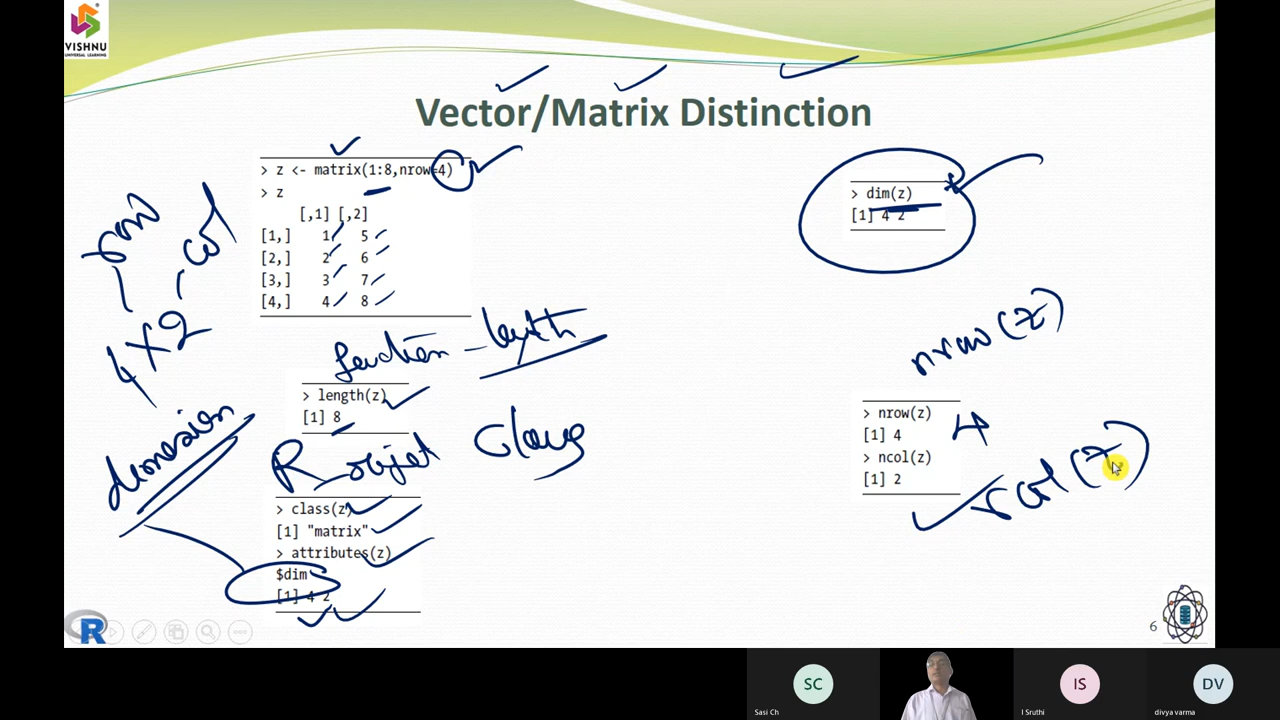 VISHNU
UNIVERSAL LEARNING
Vector/Matrix Distinction
> z <- matrix(1:8,nrow=4)
> z
[,1] [,2]
[1,] 1 5
[2,] 2 6
[3,] 3 7
[4,] 4 8
row col
4X2
function - length
> length(z)
[1] 8
dimension
R object class
> class(z)
[1] "matrix"
> attributes(z)
$dim
[1] 4 2
> dim(z)
[1] 4 2
nrow(z)
> nrow(z)
[1] 4
4
> ncol(z)
[1] 2
ncol(z)
R
6
SC
Sasi Ch
IS
I Sruthi
DV
divya varma